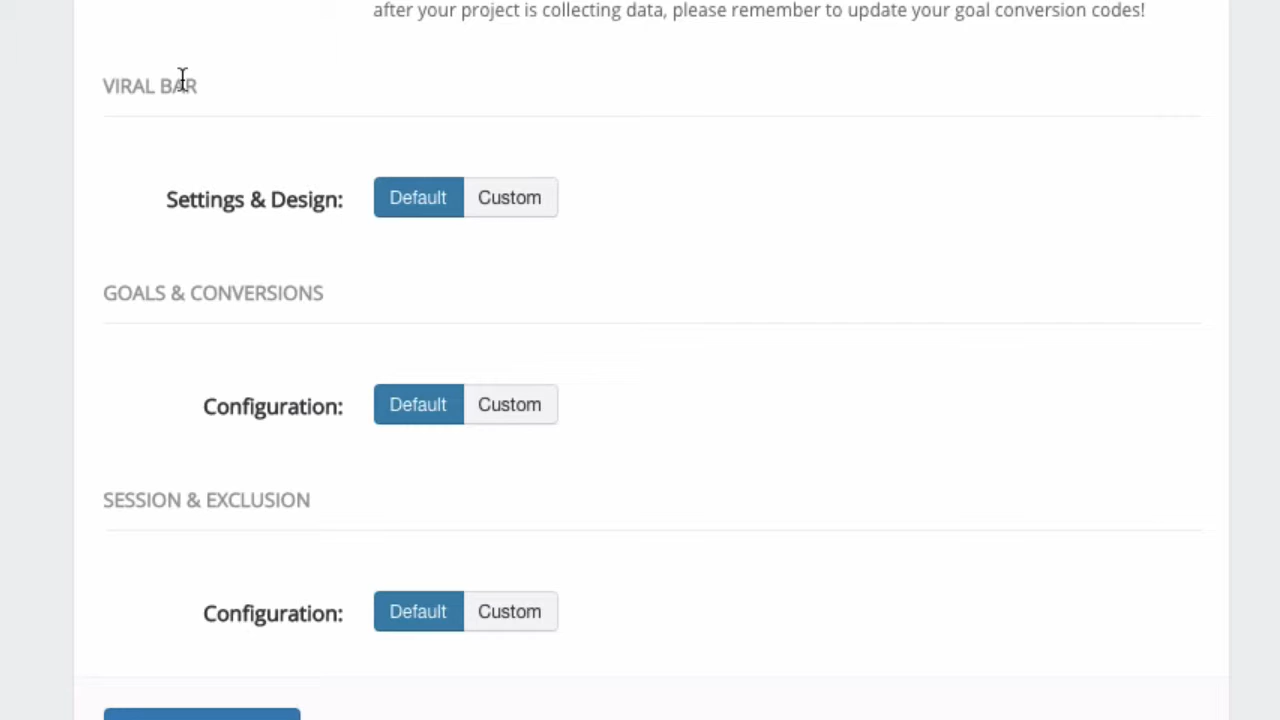 after your project is collecting data, please remember to update your goal conversion codes!
VIRAL BAR
Settings & Design: Default Custom
GOALS & CONVERSIONS
Configuration: Default Custom
SESSION & EXCLUSION
Configuration: Default Custom